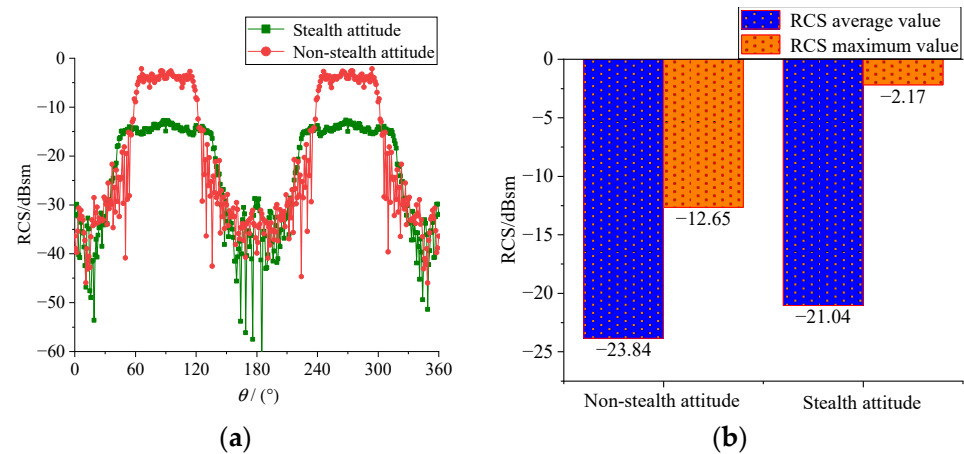 Stealth attitude
Non-stealth attitude
0
−10
−20
−30
−40
−50
−60
RCS/dBsm
0
60
120
180
240
300
360
θ / (°)
(a)
RCS average value
RCS maximum value
0
−5
−10
−15
−20
−25
RCS/dBsm
−2.17
−12.65
−21.04
−23.84
Non-stealth attitude
Stealth attitude
(b)